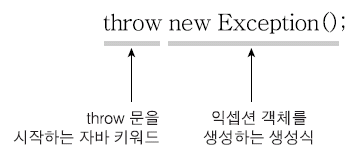 throw new Exception();
throw 문을
시작하는 자바 키워드
익셉션 객체를
생성하는 생성식